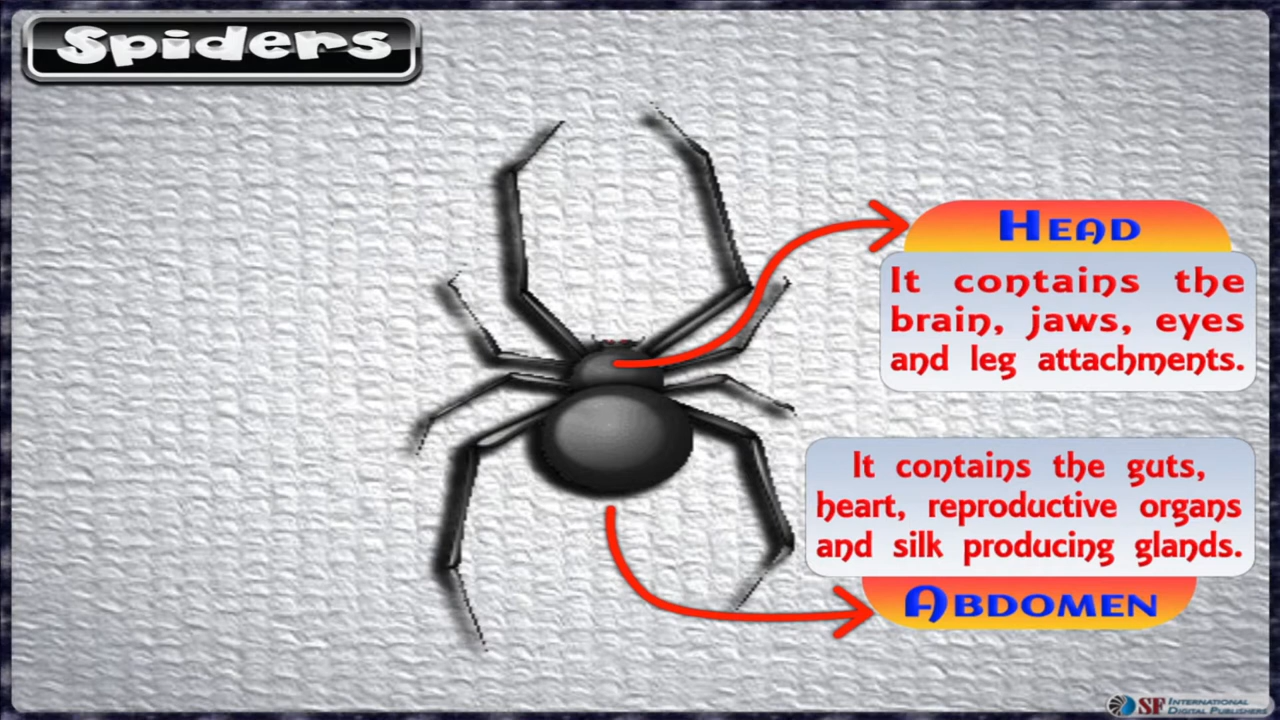 Spiders
HEAD
It contains the
brain, jaws, eyes
and leg attachments.
It contains the guts,
heart, reproductive organs
and silk producing glands.
ABDOMEN
SF INTERNATIONAL
DIGITAL PUBLISHERS